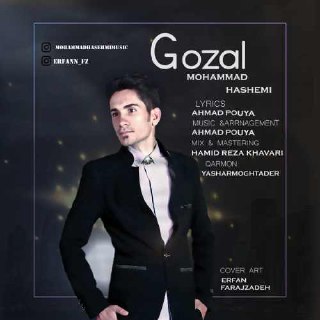 MOHAMMADHASHEMIMUSIC
ERFANN_FZ
Gozal
MOHAMMAD
HASHEMI
LYRICS
AHMAD POUYA
MUSIC &ARRNAGEMENT
AHMAD POUYA
MIX & MASTERING
HAMID REZA KHAVARI
QARMON
YASHARMOGHTADER
COVER ART
ERFAN
FARAJZADEH